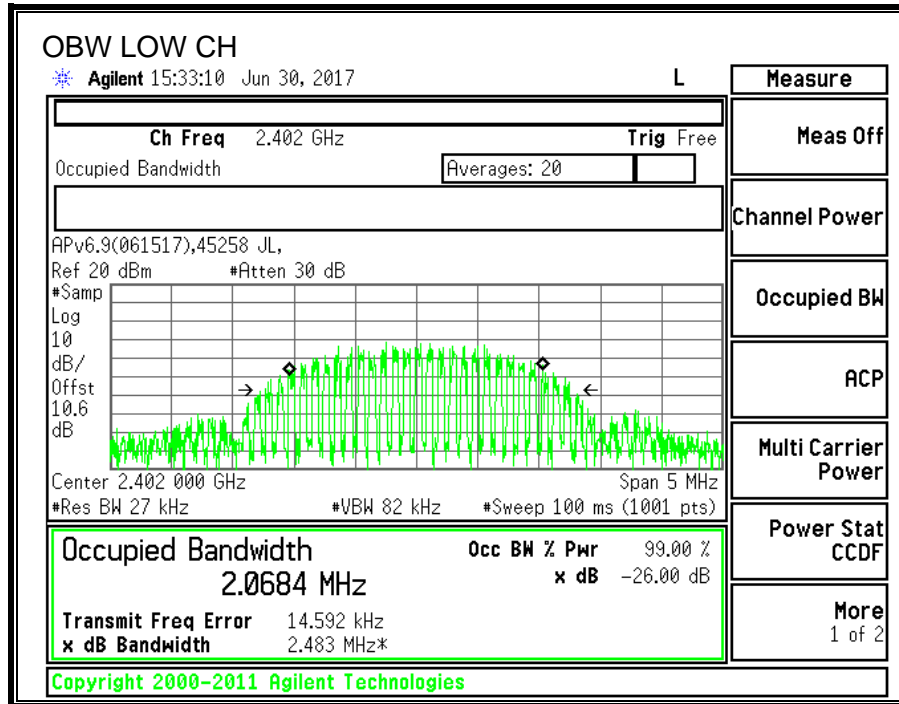 OBW LOW CH
Agilent 15:33:10 Jun 30, 2017 L
Measure
Ch Freq 2.402 GHz Trig Free
Meas Off
Occupied Bandwidth Averages: 20
Channel Power
APv6.9(061517),45258 JL,
Ref 20 dBm #Atten 30 dB
#Samp
Log
10
dB/
Offst
10.6
dB
Occupied BW
ACP
Multi Carrier
Power
Center 2.402 000 GHz Span 5 MHz
#Res BW 27 kHz #VBW 82 kHz #Sweep 100 ms (1001 pts)
Occupied Bandwidth Occ BW % Pwr 99.00 %
2.0684 MHz x dB -26.00 dB
Transmit Freq Error 14.592 kHz
x dB Bandwidth 2.483 MHz*
Power Stat
CCDF
More
1 of 2
Copyright 2000-2011 Agilent Technologies